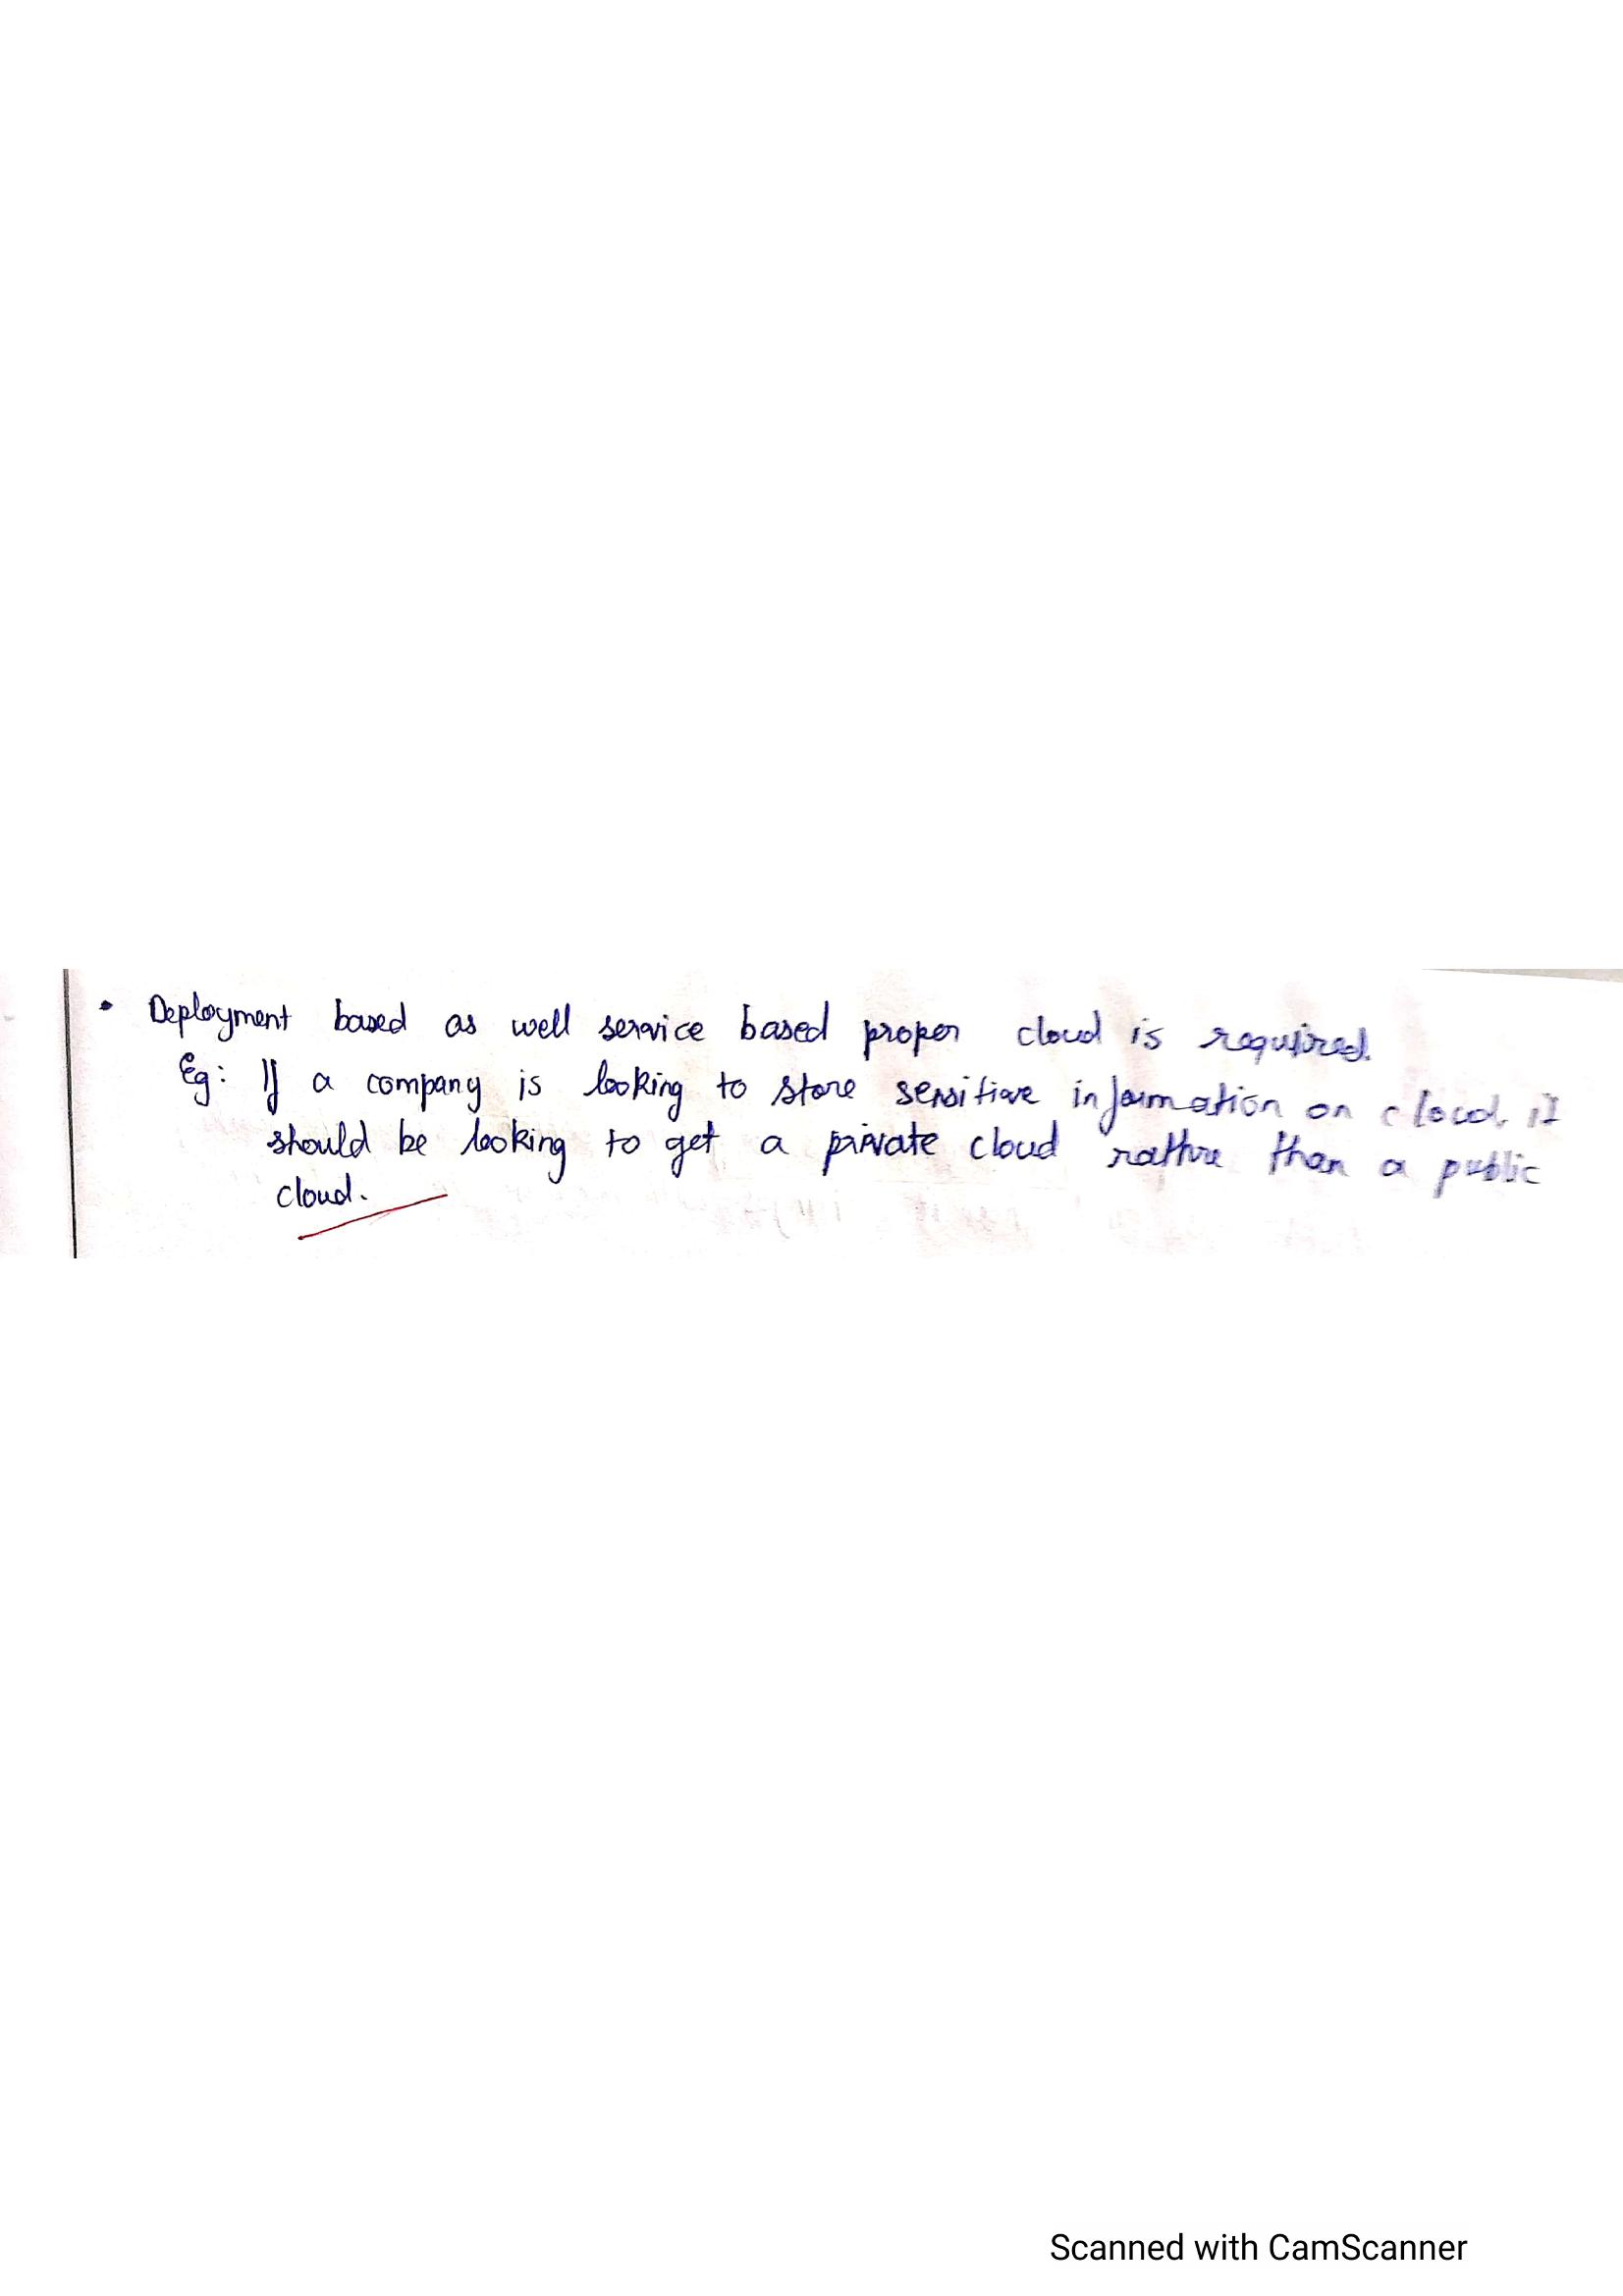 • Deployment based as well service based proper cloud is required.
Eg: If a company is looking to store sensitive information on cloud, it
should be looking to get a private cloud rathre than a public
cloud.
Scanned with CamScanner